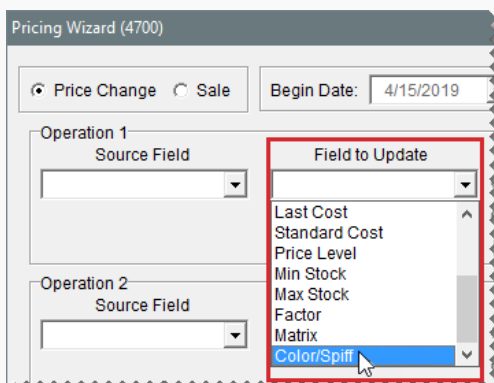 Pricing Wizard (4700)
Price Change Sale Begin Date: 4/15/2019
Operation 1
Source Field Field to Update
Last Cost
Standard Cost
Price Level
Min Stock
Max Stock
Factor
Matrix
Color/Spiff
Operation 2
Source Field